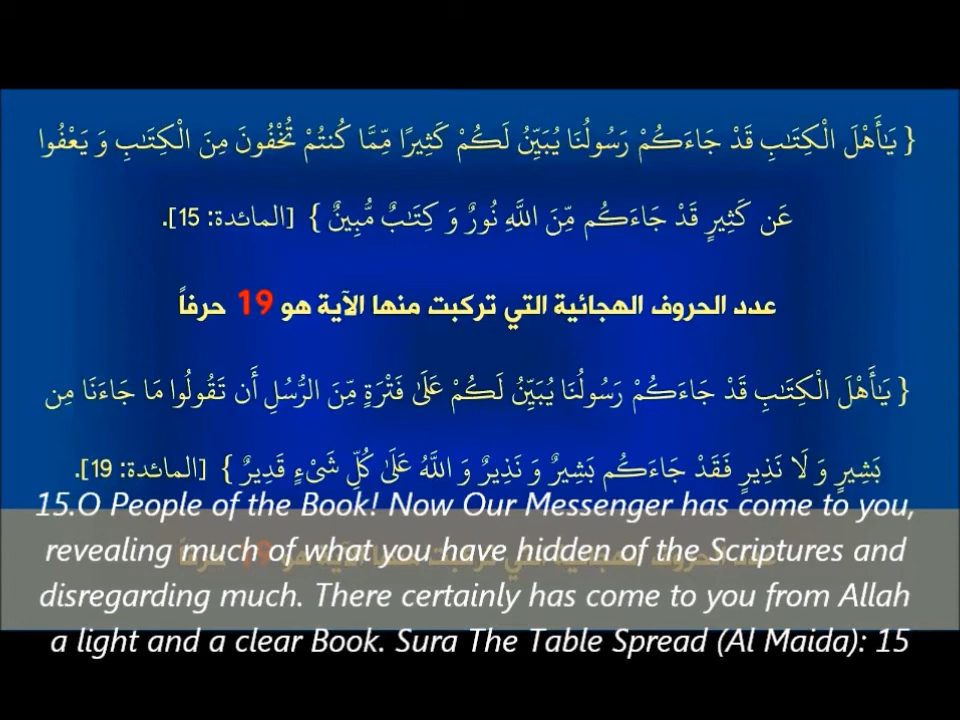 { يَـٰٓأَهْلَ الْكِتَـٰبِ قَدْ جَاءَكُمْ رَسُولُنَا يُبَيِّنُ لَكُمْ كَثِيرًا مِّمَّا كُنتُمْ تُخْفُونَ مِنَ الْكِتَـٰبِ وَ يَعْفُوا
عَن كَثِيرٍ قَدْ جَاءَكُم مِّنَ اللَّهِ نُورٌ وَ كِتَـٰبٌ مُّبِينٌ } [المائدة: 15].
عدد الحروف الهجائية التي تركبت منها الآية هو 19 حرفاً
{ يَـٰٓأَهْلَ الْكِتَـٰبِ قَدْ جَاءَكُمْ رَسُولُنَا يُبَيِّنُ لَكُمْ عَلَىٰ فَتْرَةٍ مِّنَ الرُّسُلِ أَن تَقُولُوا مَا جَاءَنَا مِن
بَشِيرٍ وَ لَا نَذِيرٍ فَقَدْ جَاءَكُم بَشِيرٌ وَ نَذِيرٌ وَ اللَّهُ عَلَىٰ كُلِّ شَىْءٍ قَدِيرٌ } [المائدة: 19].
15.O People of the Book! Now Our Messenger has come to you,
revealing much of what you have hidden of the Scriptures and
disregarding much. There certainly has come to you from Allah
a light and a clear Book. Sura The Table Spread (Al Maida): 15